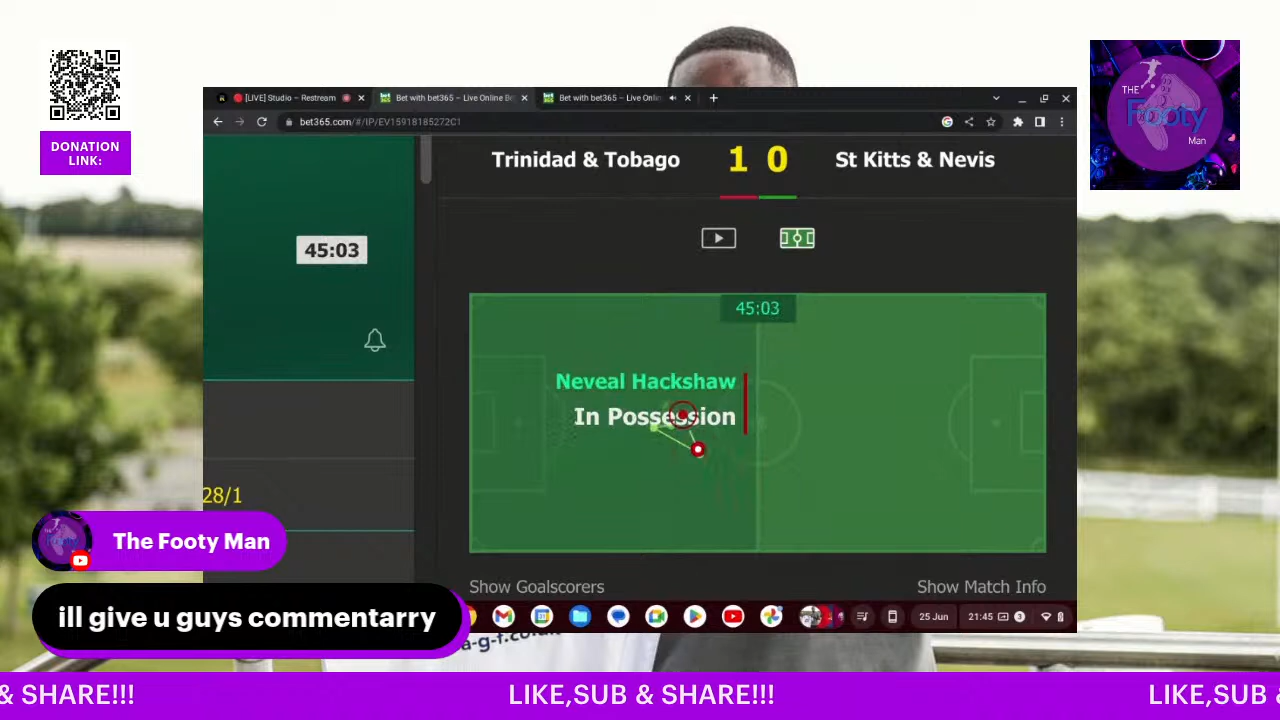 DONATION
LINK:
[LIVE] Studio – Restream
Bet with bet365 – Live Online Be
Bet with bet365 – Live Onlin
bet365.com/#/IP/EV15918185272C1
THE
Footy
Man
Trinidad & Tobago 1 0 St Kitts & Nevis
45:03
45:03
Neveal Hackshaw
In Possession
28/1
Show Goalscorers
Show Match Info
The Footy Man
ill give u guys commentarry
25 Jun
21:45
3
a-g-f.co.uk
& SHARE!!!
LIKE,SUB & SHARE!!!
LIKE,SUB &